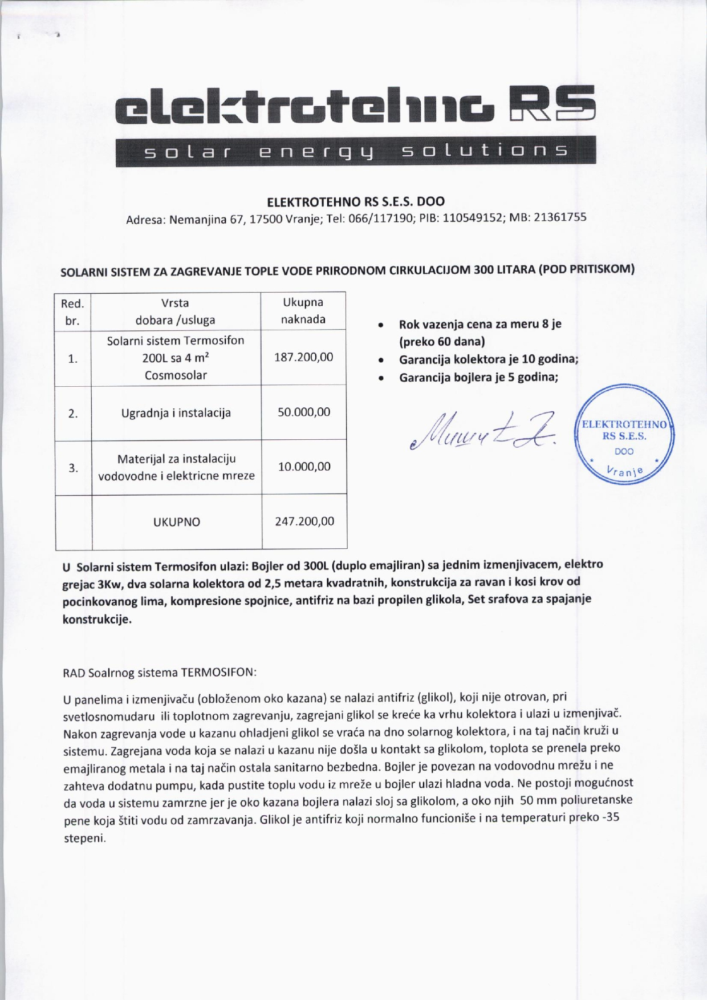 elektrotehno RS
solar energy solutions
ELEKTROTEHNO RS S.E.S. DOO
Adresa: Nemanjina 67, 17500 Vranje; Tel: 066/117190; PIB: 110549152; MB: 21361755
SOLARNI SISTEM ZA ZAGREVANJE TOPLE VODE PRIRODNOM CIRKULACIJOM 300 LITARA (POD PRITISKOM)
Red. br. Vrsta dobara /usluga Ukupna naknada
1. Solarni sistem Termosifon 200L sa 4 m² Cosmosolar 187.200,00
2. Ugradnja i instalacija 50.000,00
3. Materijal za instalaciju vodovodne i elektricne mreze 10.000,00
UKUPNO 247.200,00
• Rok vazenja cena za meru 8 je
(preko 60 dana)
• Garancija kolektora je 10 godina;
• Garancija bojlera je 5 godina;
ELEKTROTEHNO
RS S.E.S.
DOO
* Vranje *
U Solarni sistem Termosifon ulazi: Bojler od 300L (duplo emajliran) sa jednim izmenjivacem, elektro
grejac 3Kw, dva solarna kolektora od 2,5 metara kvadratnih, konstrukcija za ravan i kosi krov od
pocinkovanog lima, kompresione spojnice, antifriz na bazi propilen glikola, Set srafova za spajanje
konstrukcije.
RAD Soalrnog sistema TERMOSIFON:
U panelima i izmenjivaču (obloženom oko kazana) se nalazi antifriz (glikol), koji nije otrovan, pri
svetlosnomudaru ili toplotnom zagrevanju, zagrejani glikol se kreće ka vrhu kolektora i ulazi u izmenjivač.
Nakon zagrevanja vode u kazanu ohladjeni glikol se vraća na dno solarnog kolektora, i na taj način kruži u
sistemu. Zagrejana voda koja se nalazi u kazanu nije došla u kontakt sa glikolom, toplota se prenela preko
emajliranog metala i na taj način ostala sanitarno bezbedna. Bojler je povezan na vodovodnu mrežu i ne
zahteva dodatnu pumpu, kada pustite toplu vodu iz mreže u bojler ulazi hladna voda. Ne postoji mogućnost
da voda u sistemu zamrzne jer je oko kazana bojlera nalazi sloj sa glikolom, a oko njih 50 mm poliuretanske
pene koja štiti vodu od zamrzavanja. Glikol je antifriz koji normalno funcioniše i na temperaturi preko -35
stepeni.